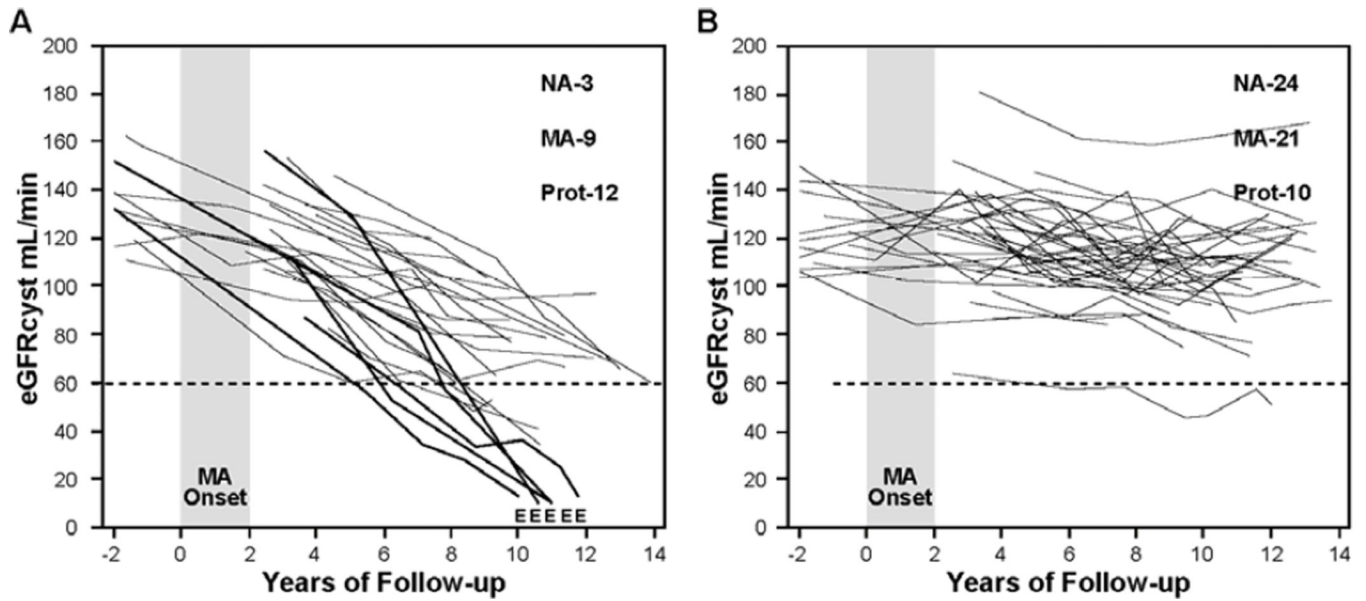 A
200
180
160
140
120
100
80
60
40
20
0
eGFRcyst mL/min
NA-3
MA-9
Prot-12
MA
Onset
E E E E E
-2 0 2 4 6 8 10 12 14
Years of Follow-up
B
200
180
160
140
120
100
80
60
40
20
0
eGFRcyst mL/min
NA-24
MA-21
Prot-10
MA
Onset
-2 0 2 4 6 8 10 12 14
Years of Follow-up